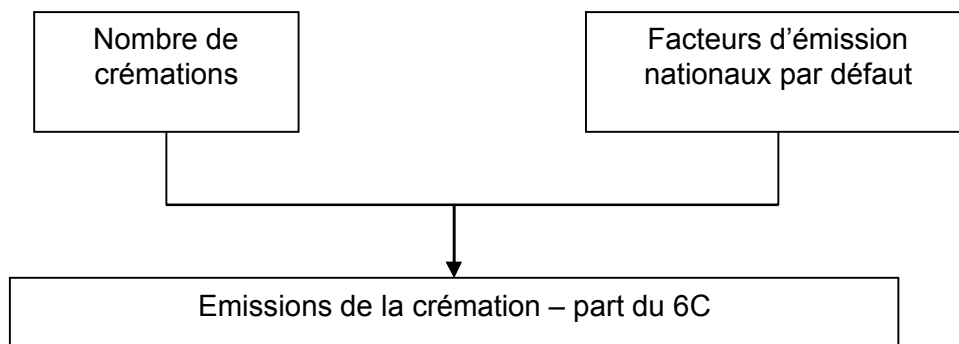 Nombre de
crémations
Facteurs d’émission
nationaux par défaut
Emissions de la crémation – part du 6C